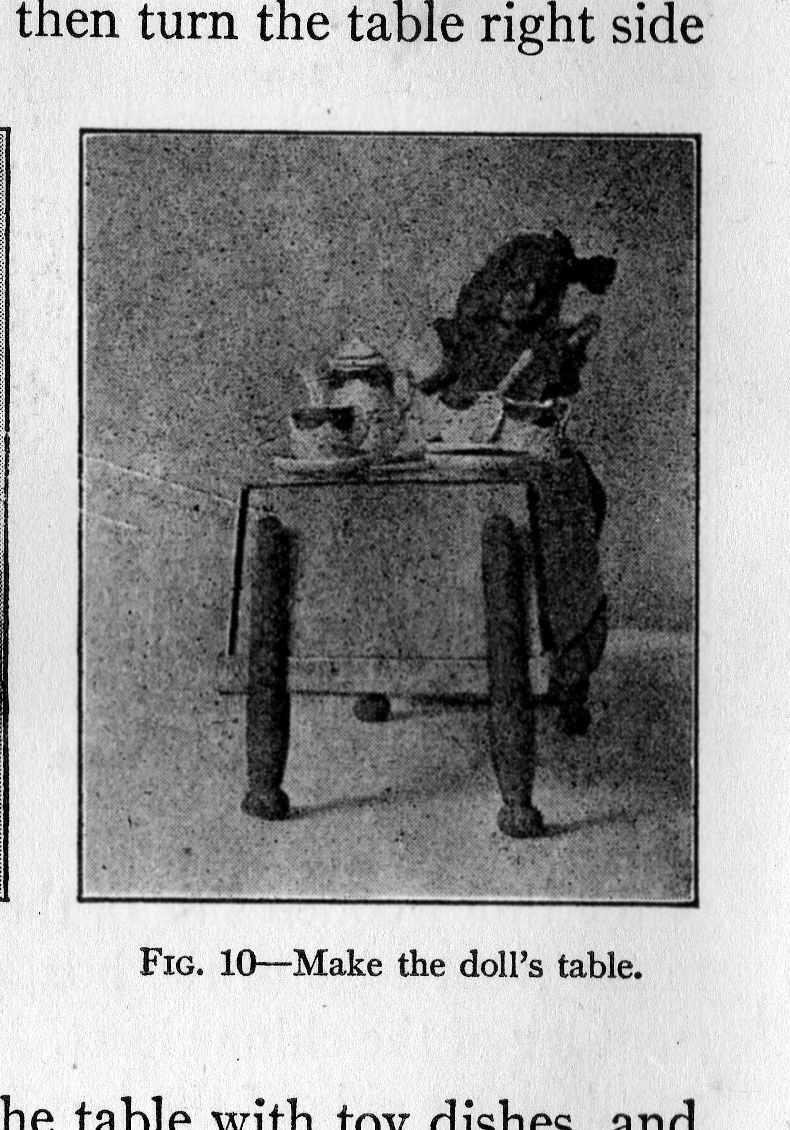 then turn the table right side
FIG. 10—Make the doll's table.
he table with toy dishes, and